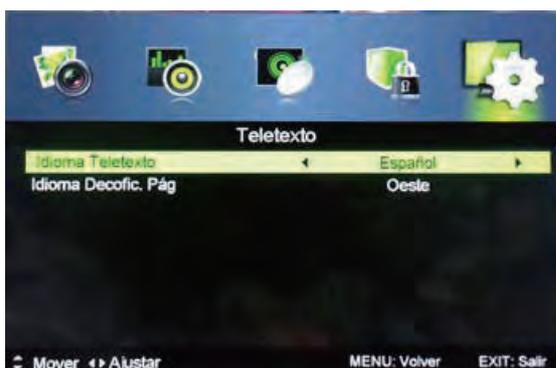 Teletexto
Idioma Teletexto Español
Idioma Decofic. Pág Oeste
Mover Ajustar MENU: Volver EXIT: Salir